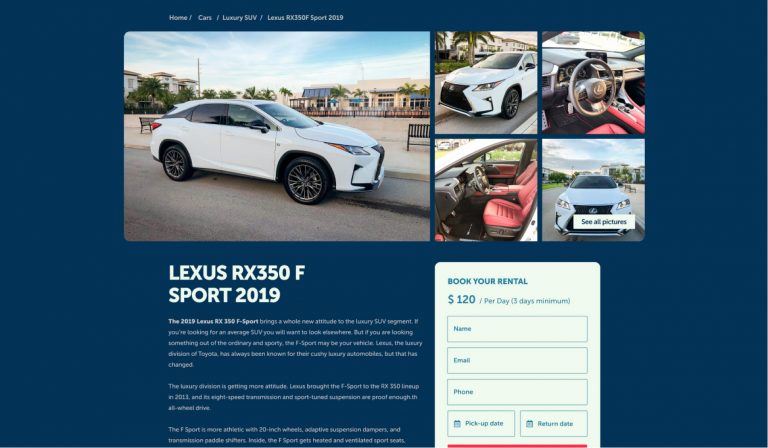 Home / Cars / Luxury SUV / Lexus RX350F Sport 2019
See all pictures
LEXUS RX350 F
SPORT 2019
The 2019 Lexus RX 350 F-Sport brings a whole new attitude to the luxury SUV segment. If
you're looking for an average SUV you will want to look elsewhere. But if you are looking
something out of the ordinary and sporty, the F-Sport may be your vehicle. Lexus, the luxury
division of Toyota, has always been known for their cushy luxury automobiles, but that has
changed.
The luxury division is getting more attitude. Lexus brought the F-Sport to the RX 350 lineup
in 2013, and its eight-speed transmission and sport-tuned suspension are proof enough.th
all-wheel drive.
The F Sport is more athletic with 20-inch wheels, adaptive suspension dampers, and
transmission paddle shifters. Inside, the F Sport gets heated and ventilated sport seats,
BOOK YOUR RENTAL
$ 120 / Per Day (3 days minimum)
Name
Email
Phone
Pick-up date
Return date